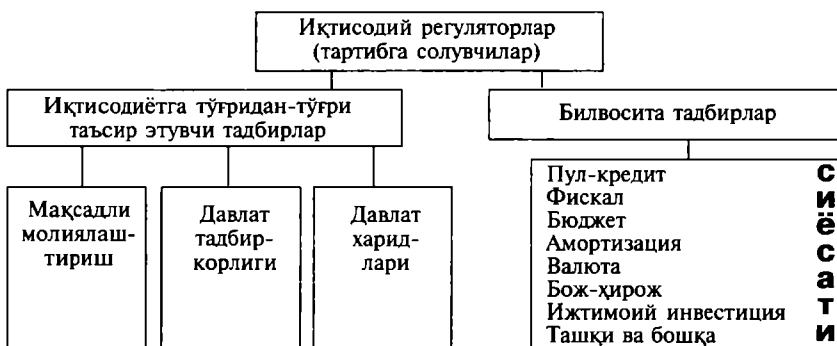 Иқтисодий регуляторлар
(тартибга солувчилар)
Иқтисодиётга тўғридан-тўғри
таъсир этувчи тадбирлар
Билвосита тадбирлар
Мақсадли
молиялаш-
тириш
Давлат
тадбир-
корлиги
Давлат
харид-
лари
Пул-кредит
Фискал
Бюджет
Амортизация
Валюта
Бож-ҳирож
Ижтимоий инвестиция
Ташқи ва бошқа
С
И
Ё
С
А
Т
И